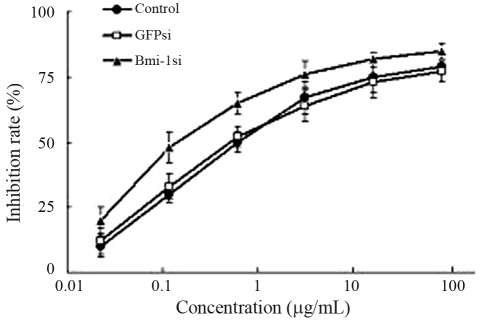 Control
GFPsi
Bmi-1si
100
75
50
25
0
Inhibition rate (%)
0.01 0.1 1 10 100
Concentration (µg/mL)